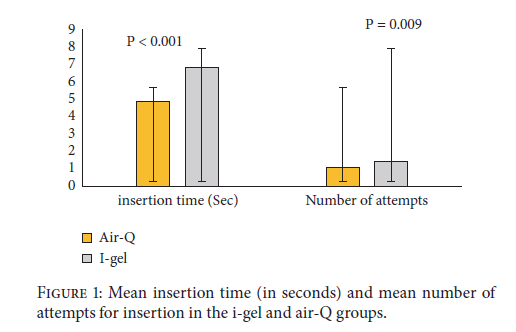 9
8
7
6
5
4
3
2
1
0
P < 0.001
P = 0.009
insertion time (Sec)
Number of attempts
Air-Q
I-gel
FIGURE 1: Mean insertion time (in seconds) and mean number of
attempts for insertion in the i-gel and air-Q groups.